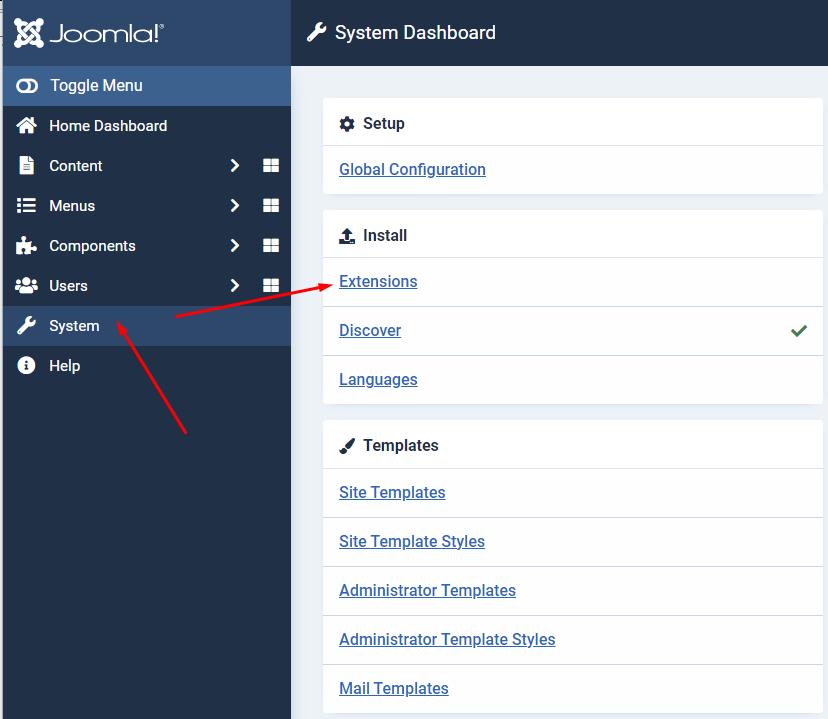 Joomla!®
System Dashboard
Toggle Menu
Home Dashboard
Content
Menus
Components
Users
System
Help
Setup
Global Configuration
Install
Extensions
Discover
Languages
Templates
Site Templates
Site Template Styles
Administrator Templates
Administrator Template Styles
Mail Templates